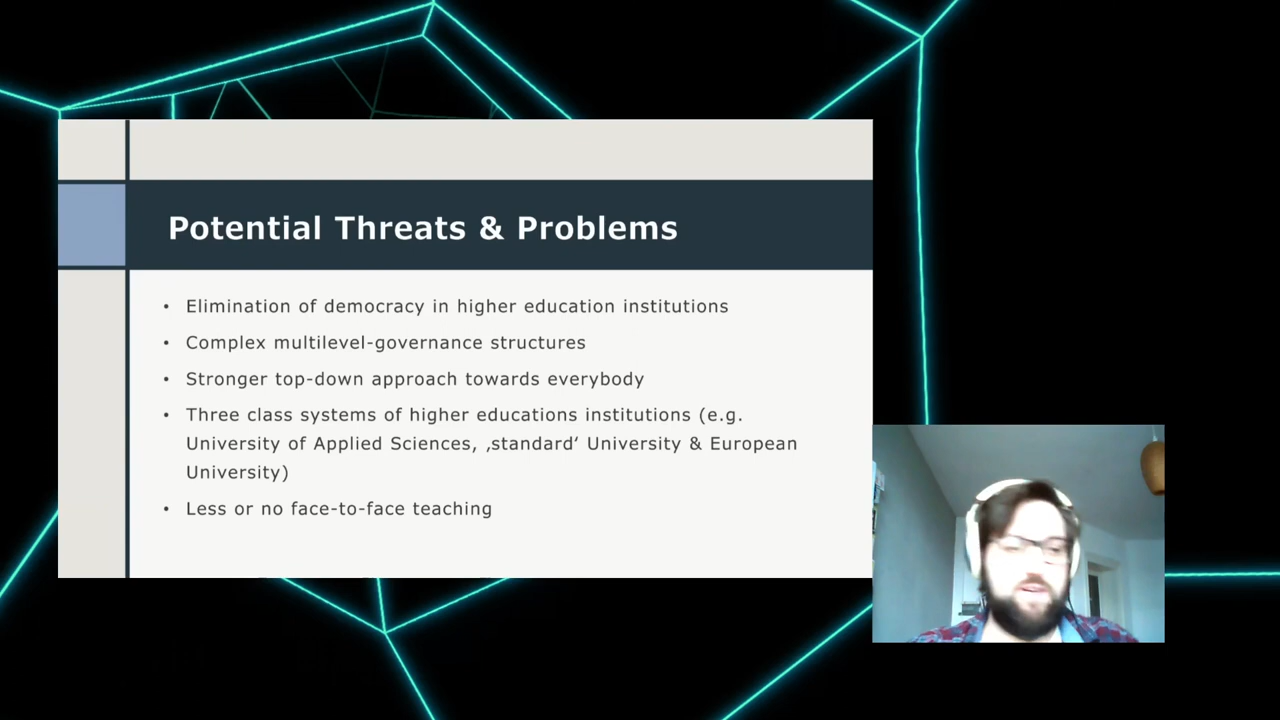 Potential Threats & Problems
• Elimination of democracy in higher education institutions
• Complex multilevel-governance structures
• Stronger top-down approach towards everybody
• Three class systems of higher educations institutions (e.g.
University of Applied Sciences, ‚standard‘ University & European
University)
• Less or no face-to-face teaching